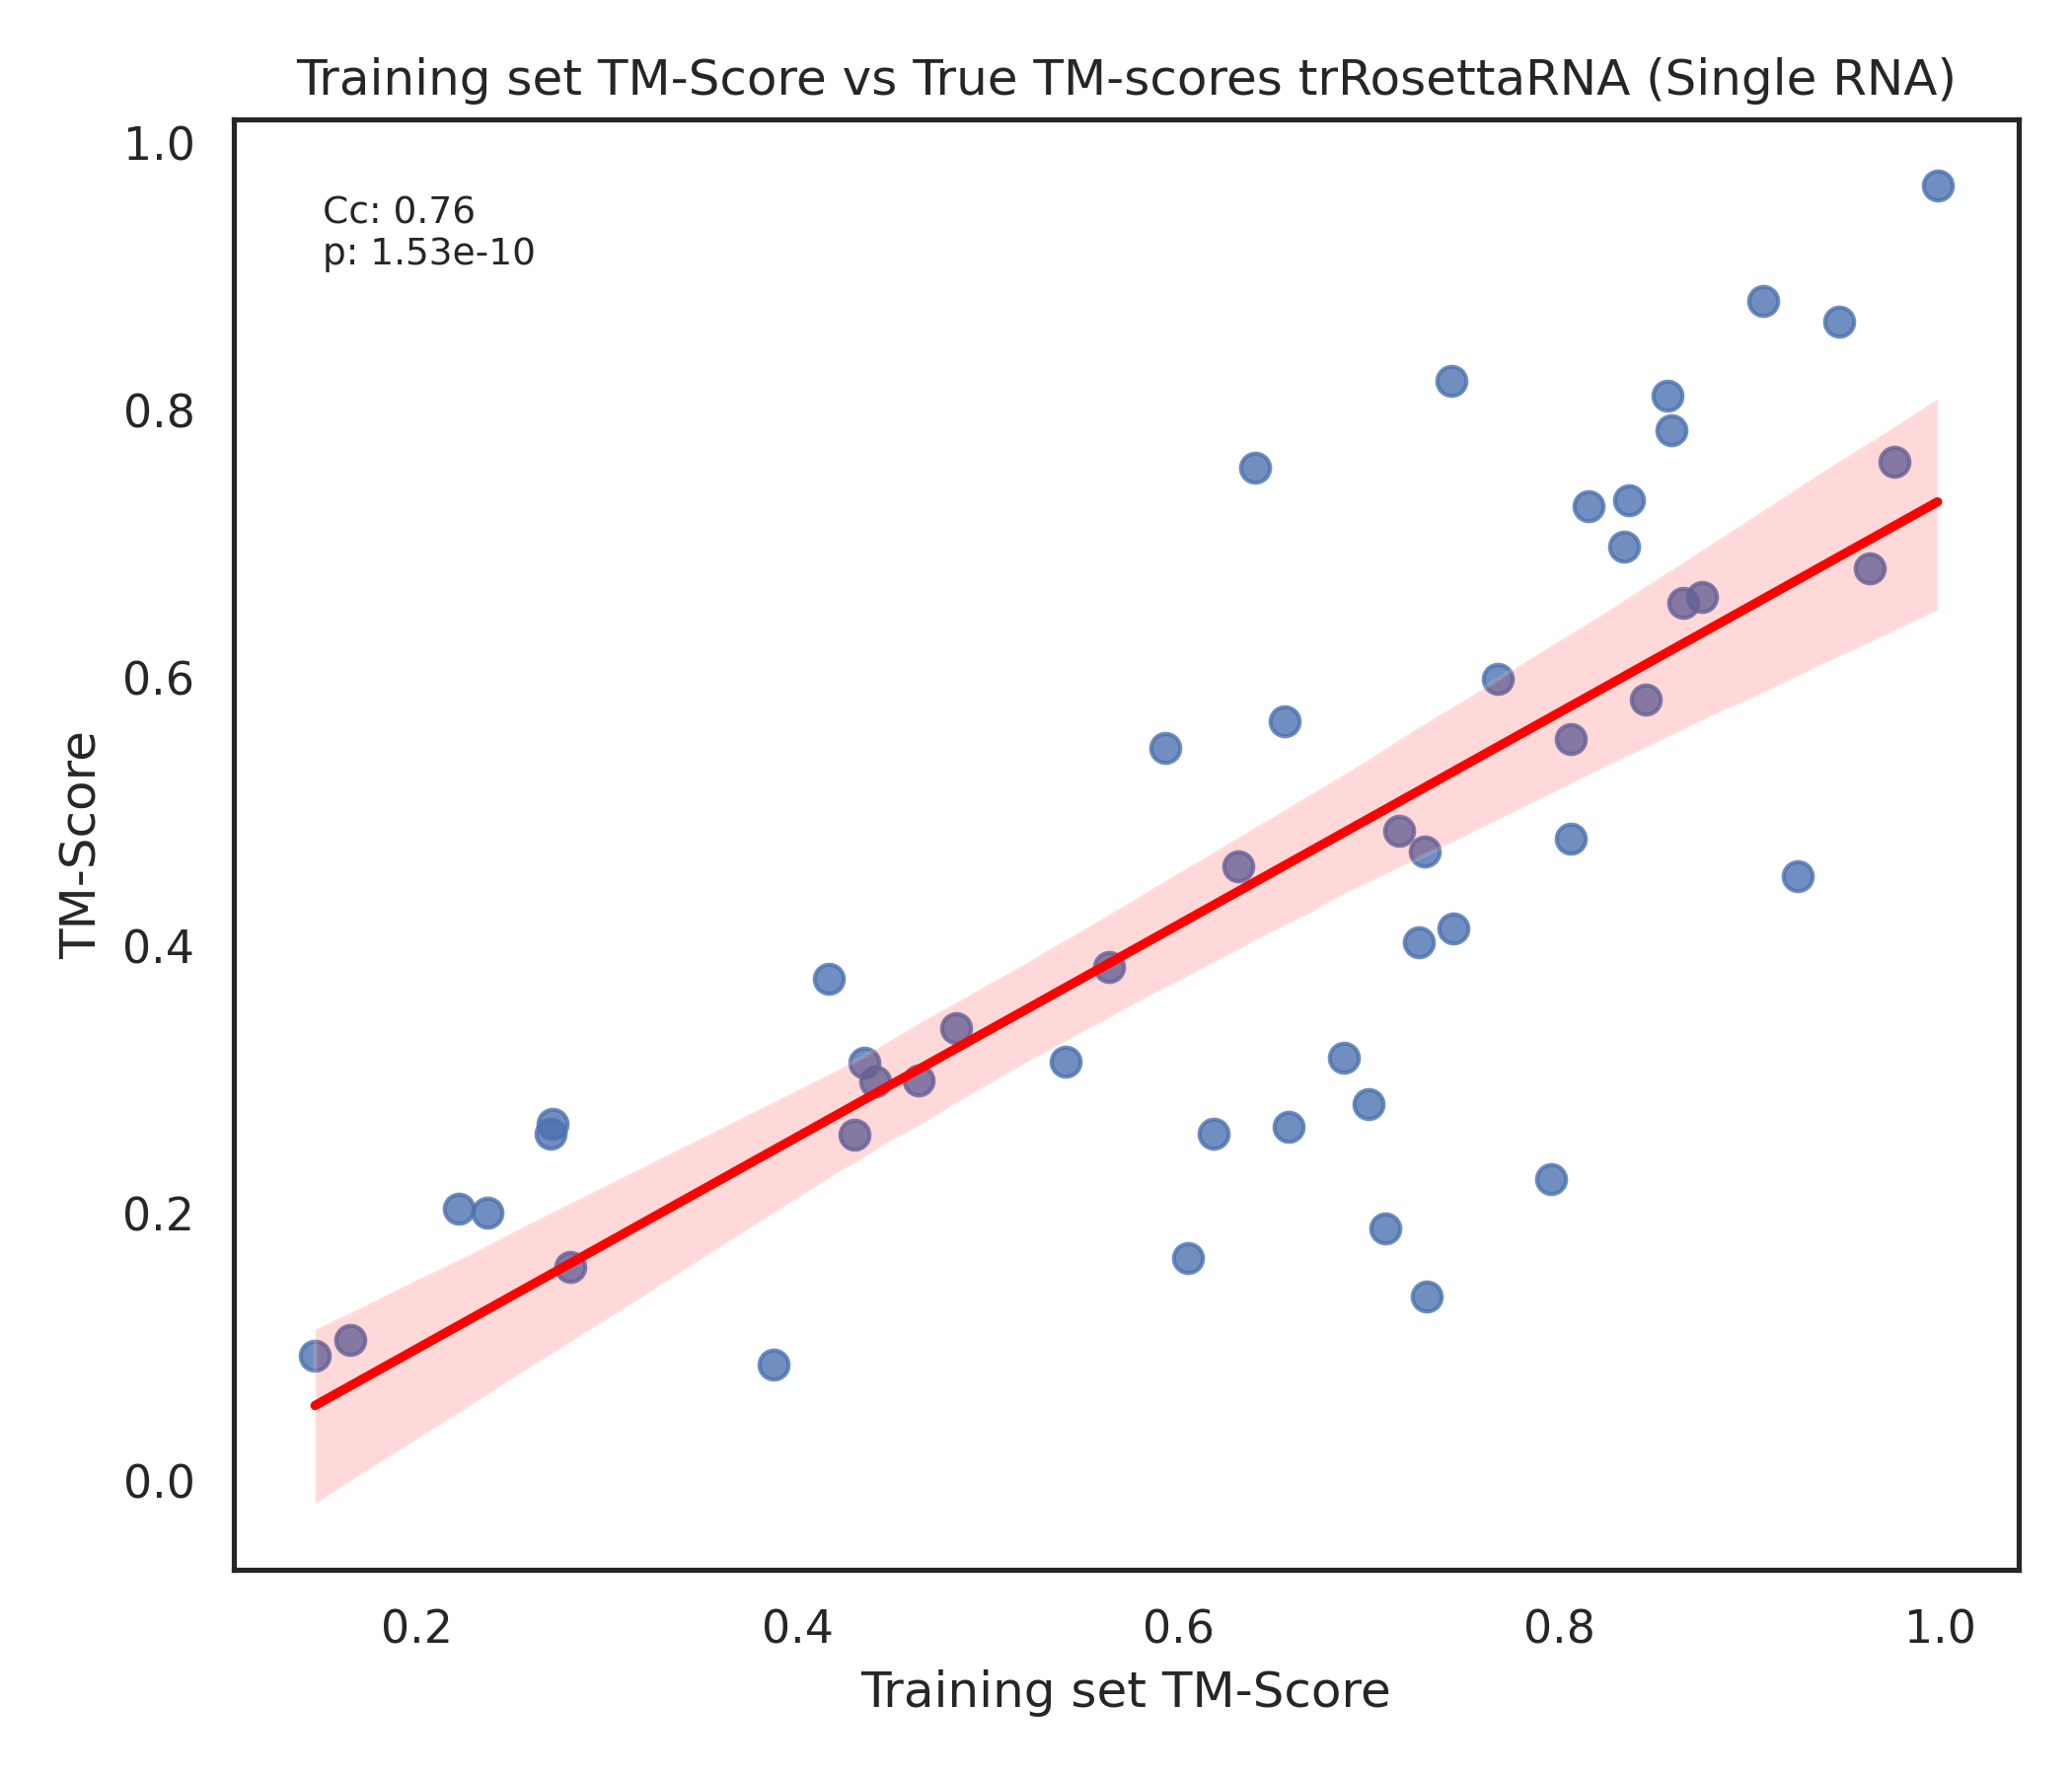 Training set TM-Score vs True TM-scores trRosettaRNA (Single RNA)
1.0
Cc: 0.76
p: 1.53e-10
0.8
0.6
TM-Score
0.4
0.2
0.0
0.2 0.4 0.6 0.8 1.0
Training set TM-Score